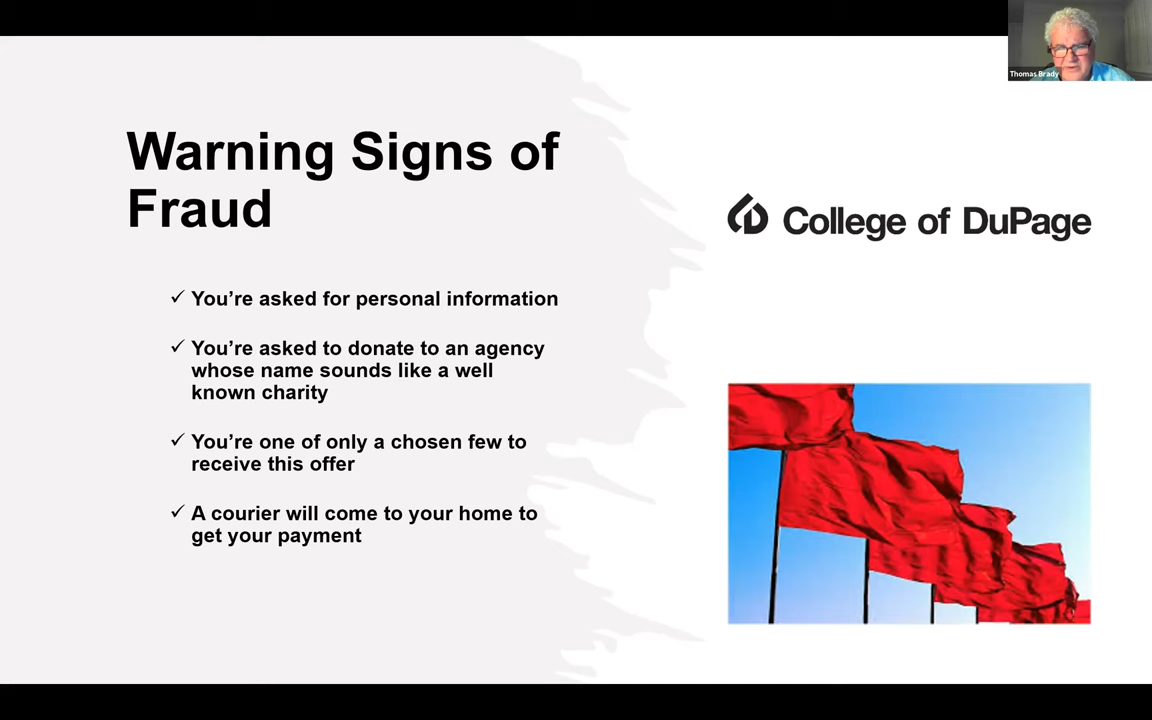 Thomas Brady
Warning Signs of
Fraud
College of DuPage
✓ You’re asked for personal information
✓ You’re asked to donate to an agency
whose name sounds like a well
known charity
✓ You’re one of only a chosen few to
receive this offer
✓ A courier will come to your home to
get your payment